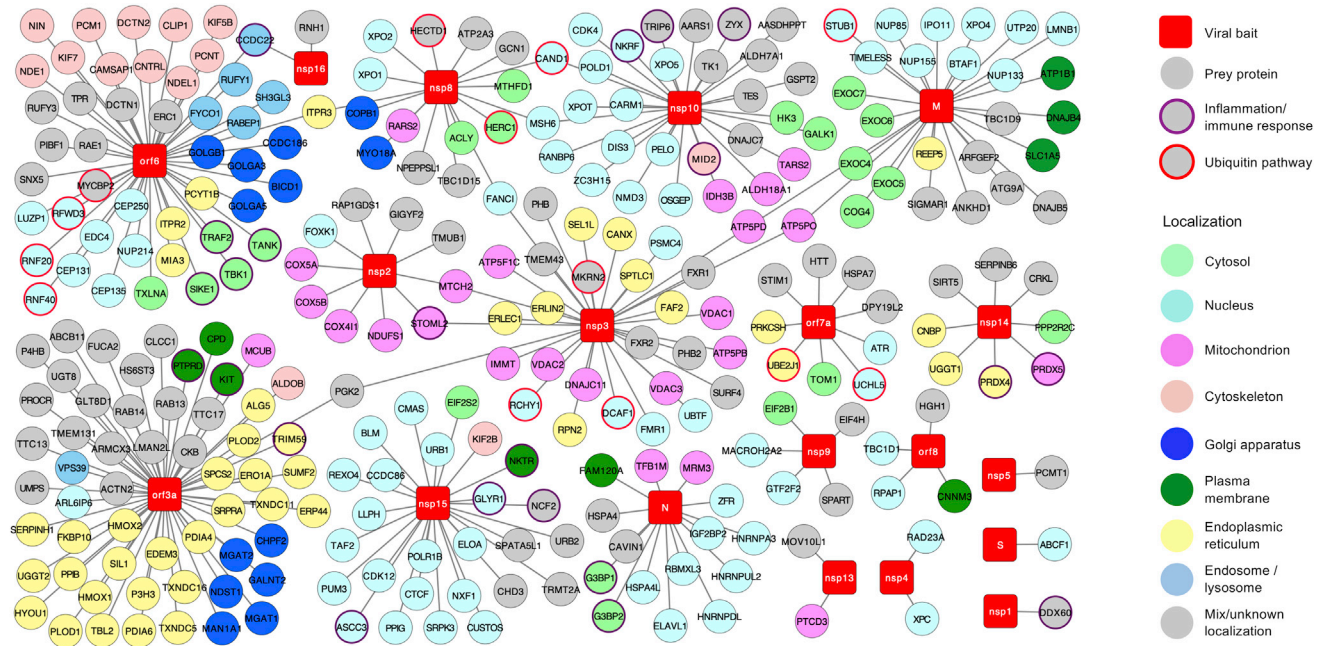 NIN
PCM1
DCTN2
CLIP1
KIF5B
CCDC22
RNH1
KIF7
CNTRL
PCNT
NDE1
CAMSAP1
NDEL1
nsp16
RUFY1
TPR
DCTN1
SH3GL3
RUFY3
ERC1
FYCO1
RABEP1
ITPR3
PIBF1
RAE1
orf6
GOLGB1
CCDC186
GOLGA3
SNX5
MYCBP2
BICD1
PCYT1B
GOLGA5
LUZP1
RFWD3
CEP250
ITPR2
TRAF2
TANK
EDC4
NUP214
RNF20
MIA3
TBK1
CEP131
SIKE1
RNF40
CEP135
TXLNA
XPO2
HECTD1
ATP2A3
GCN1
CAND1
XPO1
nsp8
MTHFD1
COPB1
RARS2
HERC1
MYO18A
ACLY
NPEPPSL1
TBC1D15
FANCI
CDK4
NKRF
TRIP6
AARS1
ZYX
AASDHPPT
POLD1
XPO5
TK1
ALDH7A1
GSPT2
XPOT
CARM1
nsp10
TES
MSH6
HK3
GALK1
DIS3
DNAJC7
RANBP6
PELO
MID2
TARS2
ZC3H15
NMD3
OSGEP
IDH3B
ALDH18A1
ATP5PD
ATP5PO
STUB1
NUP85
IPO11
XPO4
UTP20
LMNB1
TIMELESS
NUP155
BTAF1
NUP133
ATP1B1
EXOC7
M
DNAJB4
EXOC6
TBC1D9
SLC1A5
EXOC4
REEP5
ARFGEF2
EXOC5
ATG9A
COG4
SIGMAR1
ANKHD1
DNAJB5
RAP1GDS1
GIGYF2
FOXK1
TMUB1
COX5A
nsp2
MTCH2
COX5B
COX4I1
STOML2
NDUFS1
PHB
SEL1L
CANX
PSMC4
ATP5F1C
TMEM43
MKRN2
SPTLC1
FXR1
ERLIN2
FAF2
ERLEC1
nsp3
VDAC1
FXR2
IMMT
VDAC2
PHB2
ATP5PB
DNAJC11
PGK2
RCHY1
DCAF1
VDAC3
SURF4
RPN2
FMR1
UBTF
HTT
STIM1
HSPA7
DPY19L2
PRKCSH
orf7a
ATR
UBE2J1
TOM1
UCHL5
SERPINB6
SIRT5
CRKL
CNBP
nsp14
PPP2R2C
UGGT1
PRDX5
PRDX4
ABCB11
CLCC1
CPD
P4HB
FUCA2
MCUB
PTPRD
HS6ST3
UGT8
KIT
ALDOB
GLT8D1
RAB14
RAB13
PROCR
TTC17
ALG5
TMEM131
LMAN2L
TTC13
ARMCX3
PLOD2
TRIM59
VPS39
CKB
SPCS2
ERO1A
SUMF2
UMPS
ACTN2
orf3a
ARL6IP6
SRPRA
TXNDC11
ERP44
SERPINH1
HMOX2
FKBP10
PDIA4
CHPF2
EDEM3
MGAT2
UGGT2
PPIB
SIL1
GALNT2
HYOU1
HMOX1
P3H3
TXNDC16
NDST1
PLOD1
TBL2
PDIA6
TXNDC5
MAN1A1
MGAT1
CMAS
EIF2S2
BLM
URB1
KIF2B
REXO4
CCDC86
NKTR
GLYR1
LLPH
nsp15
NCF2
TAF2
POLR1B
ELOA
SPATA5L1
URB2
PUM3
CDK12
CTCF
NXF1
CHD3
TRMT2A
ASCC3
PPIG
SRPK3
CUSTOS
FAM120A
TFB1M
MRM3
HSPA4
N
ZFR
CAVIN1
IGF2BP2
HNRNPA3
G3BP1
HSPA4L
RBMXL3
HNRNPUL2
G3BP2
ELAVL1
HNRNPDL
EIF2B1
EIF4H
MACROH2A2
nsp9
GTF2F2
SPART
HGH1
TBC1D1
orf8
RPAP1
CNNM3
nsp5
PCMT1
MOV10L1
nsp13
PTCD3
RAD23A
nsp4
XPC
S
ABCF1
nsp1
DDX60
Viral bait
Prey protein
Inflammation/
immune response
Ubiquitin pathway
Localization
Cytosol
Nucleus
Mitochondrion
Cytoskeleton
Golgi apparatus
Plasma
membrane
Endoplasmic
reticulum
Endosome /
lysosome
Mix/unknown
localization